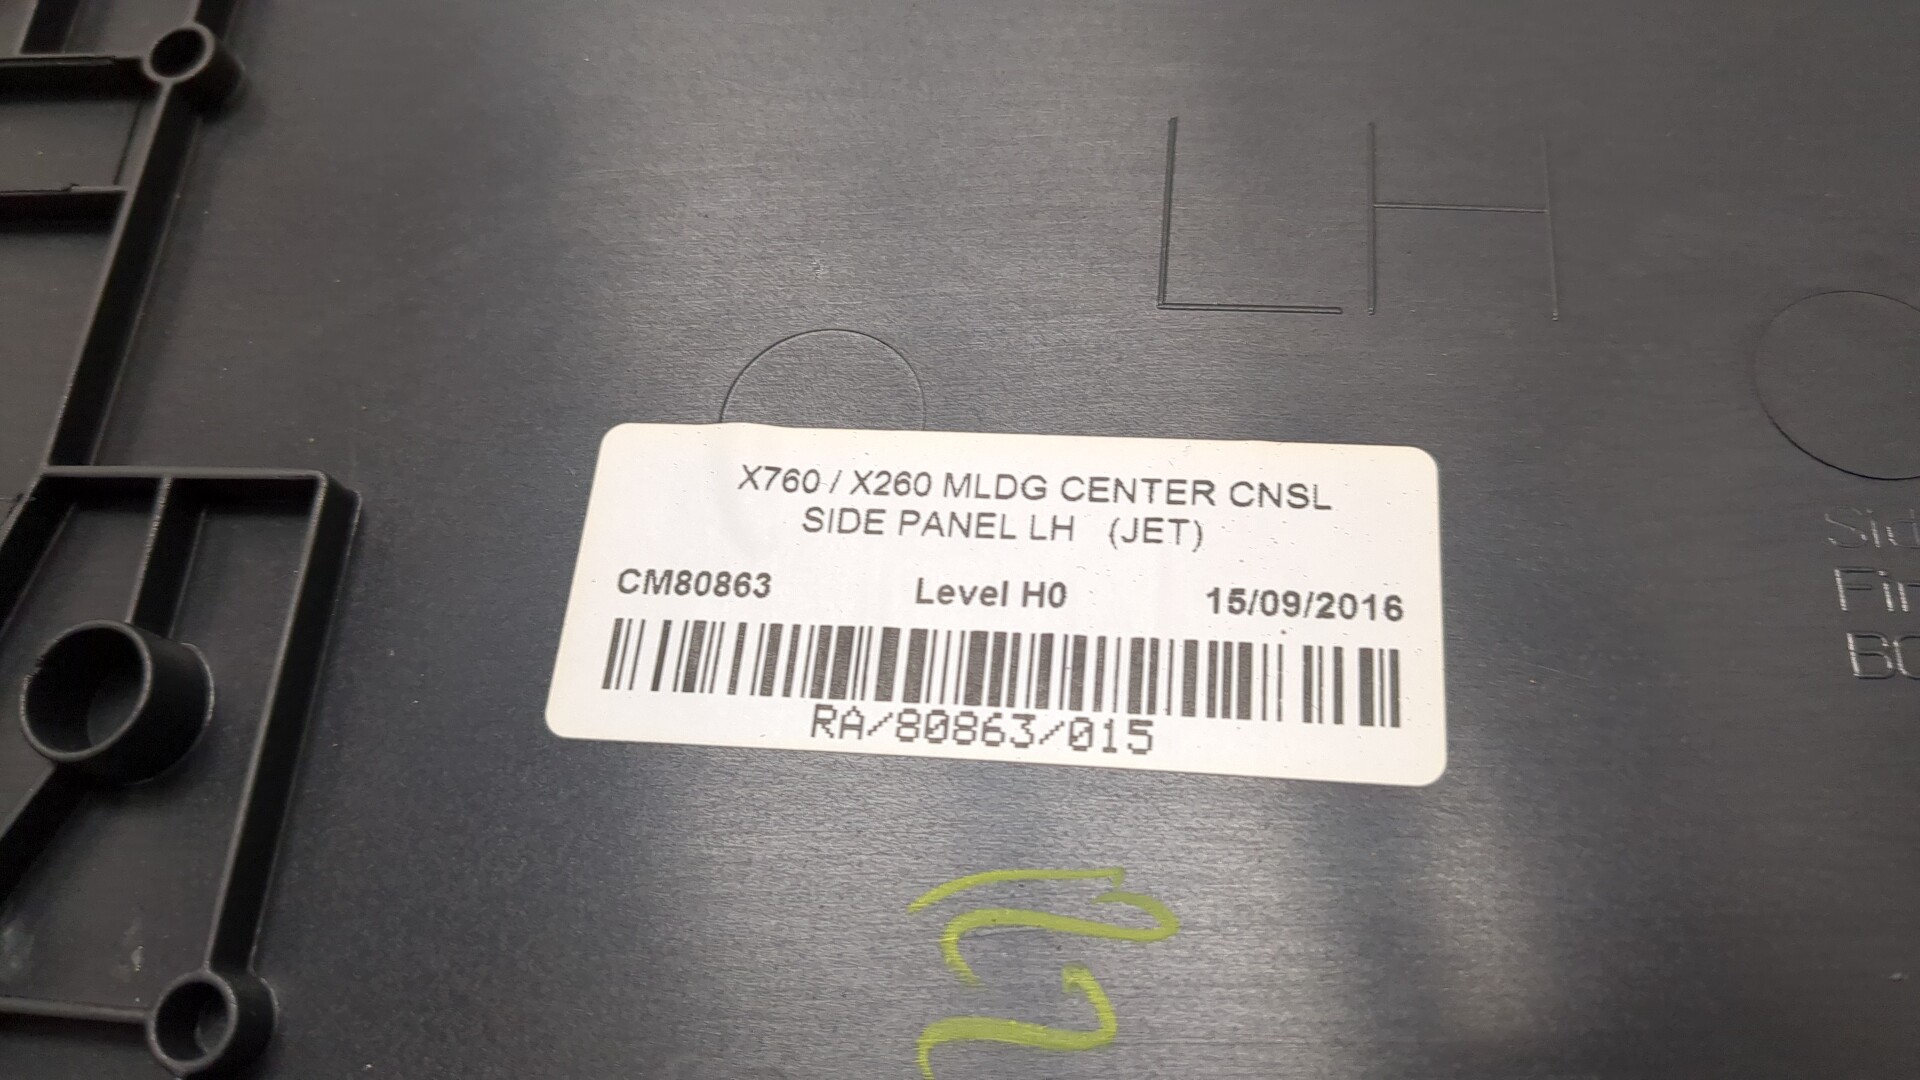 LH
X760 / X260 MLDG CENTER CNSL
SIDE PANEL LH (JET)
CM80863 Level H0 15/09/2016
RA/80863/015